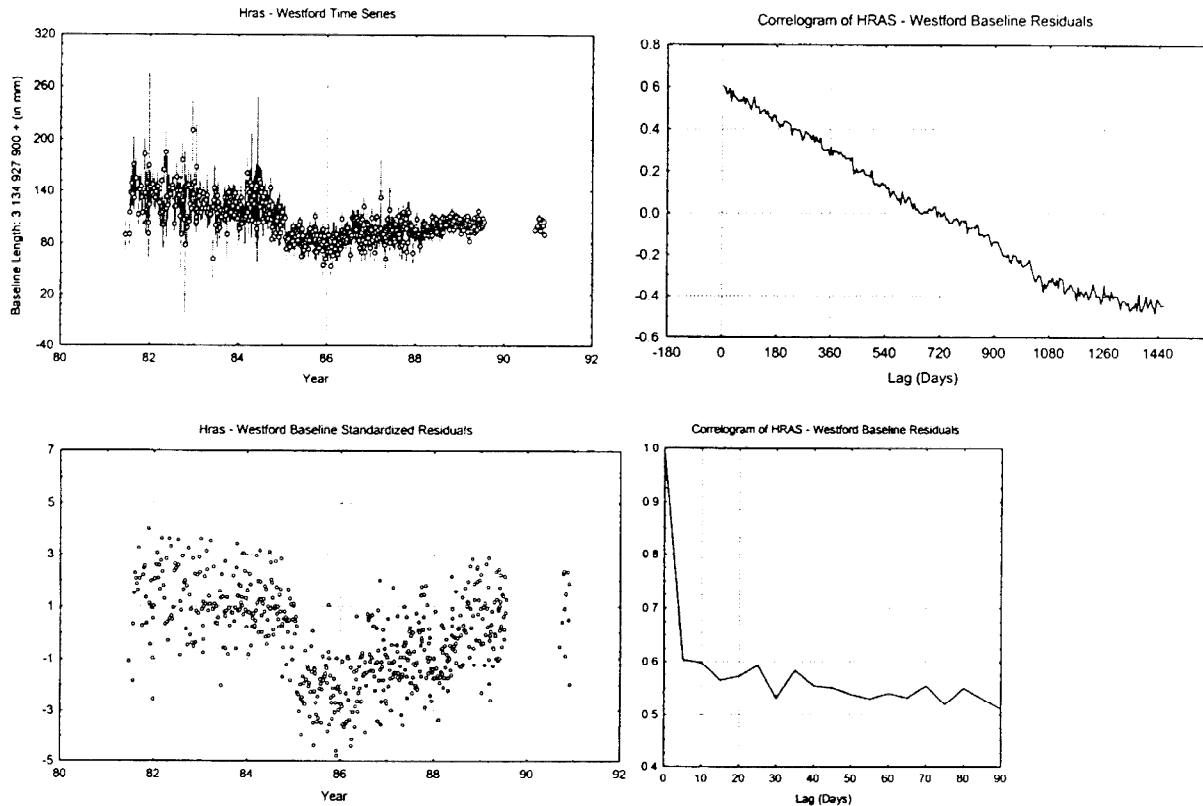 Hras - Westford Time Series
Baseline Length: 3 134 927 900 + (in mm)
320
260
200
140
80
20
-40
80 82 84 86 88 90 92
Year
Correlogram of HRAS - Westford Baseline Residuals
0.8
0.6
0.4
0.2
0.0
-0.2
-0.4
-0.6
-180 0 180 360 540 720 900 1080 1260 1440
Lag (Days)
Hras - Westford Baseline Standardized Residuals
7
5
3
1
-1
-3
-5
80 82 84 86 88 90 92
Year
Correlogram of HRAS - Westford Baseline Residuals
1.0
0.9
0.8
0.7
0.6
0.5
0.4
0 10 20 30 40 50 60 70 80 90
Lag (Days)